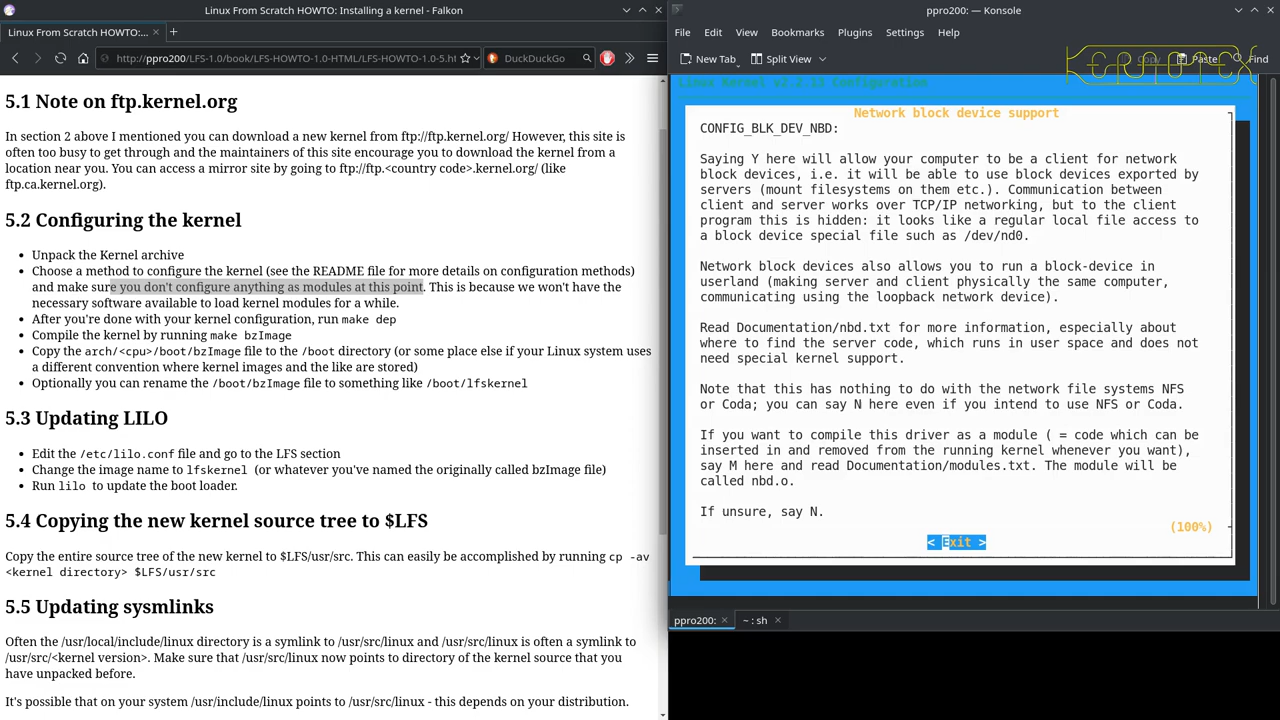 Linux From Scratch HOWTO: Installing a kernel - Falkon
Linux From Scratch HOWTO:...
http://ppro200/LFS-1.0/book/LFS-HOWTO-1.0-HTML/LFS-HOWTO-1.0-5.ht
DuckDuckGo
5.1 Note on ftp.kernel.org
In section 2 above I mentioned you can download a new kernel from ftp://ftp.kernel.org/ However, this site is
often too busy to get through and the maintainers of this site encourage you to download the kernel from a
location near you. You can access a mirror site by going to ftp://ftp.<country code>.kernel.org/ (like
ftp.ca.kernel.org).
5.2 Configuring the kernel
• Unpack the Kernel archive
• Choose a method to configure the kernel (see the README file for more details on configuration methods)
and make sure you don't configure anything as modules at this point. This is because we won't have the
necessary software available to load kernel modules for a while.
• After you're done with your kernel configuration, run make dep
• Compile the kernel by running make bzImage
• Copy the arch/<cpu>/boot/bzImage file to the /boot directory (or some place else if your Linux system uses
a different convention where kernel images and the like are stored)
• Optionally you can rename the /boot/bzImage file to something like /boot/lfskernel
5.3 Updating LILO
• Edit the /etc/lilo.conf file and go to the LFS section
• Change the image name to lfskernel (or whatever you've named the originally called bzImage file)
• Run lilo to update the boot loader.
5.4 Copying the new kernel source tree to $LFS
Copy the entire source tree of the new kernel to $LFS/usr/src. This can easily be accomplished by running cp -av
<kernel directory> $LFS/usr/src
5.5 Updating sysmlinks
Often the /usr/local/include/linux directory is a symlink to /usr/src/linux and /usr/src/linux is often a symlink to
/usr/src/<kernel version>. Make sure that /usr/src/linux now points to directory of the kernel source that you
have unpacked before.
It's possible that on your system /usr/include/linux points to /usr/src/linux - this depends on your distribution.
ppro200: — Konsole
File Edit View Bookmarks Plugins Settings Help
New Tab Split View Copy Paste Find
Network block device support
CONFIG_BLK_DEV_NBD:
Saying Y here will allow your computer to be a client for network
block devices, i.e. it will be able to use block devices exported by
servers (mount filesystems on them etc.). Communication between
client and server works over TCP/IP networking, but to the client
program this is hidden: it looks like a regular local file access to
a block device special file such as /dev/nd0.
Network block devices also allows you to run a block-device in
userland (making server and client physically the same computer,
communicating using the loopback network device).
Read Documentation/nbd.txt for more information, especially about
where to find the server code, which runs in user space and does not
need special kernel support.
Note that this has nothing to do with the network file systems NFS
or Coda; you can say N here even if you intend to use NFS or Coda.
If you want to compile this driver as a module ( = code which can be
inserted in and removed from the running kernel whenever you want),
say M here and read Documentation/modules.txt. The module will be
called nbd.o.
If unsure, say N.
(100%)
< Exit >
ppro200:
~ : sh